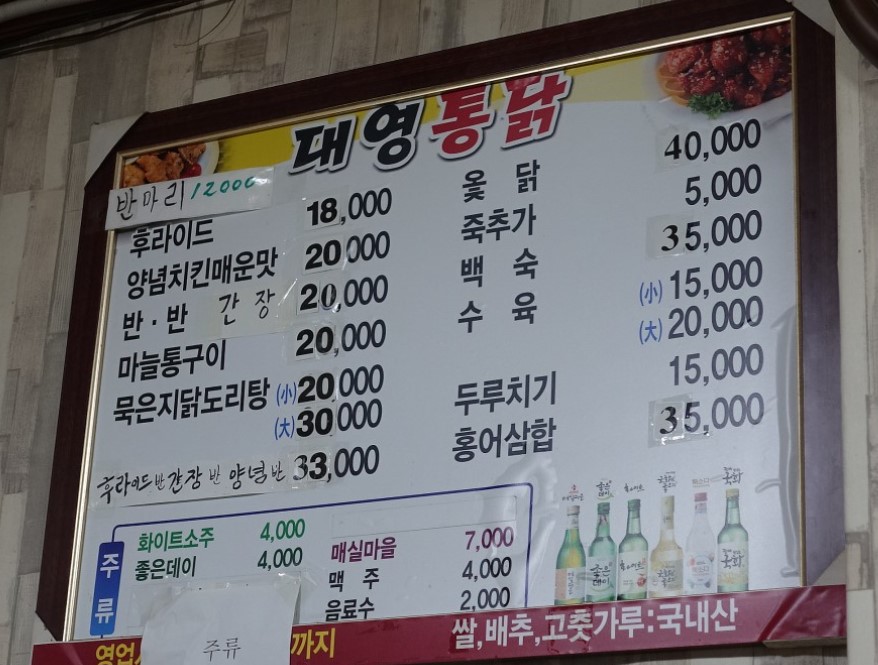 대영통닭
반마리 12000
후라이드 18,000
양념치킨매운맛 20,000
반·반 간장 20,000
마늘통구이 20,000
묵은지닭도리탕 (小) 20,000
(大) 30,000
후라이드반 간장반 양념반 33,000
옻닭 40,000
죽추가 5,000
백숙 35,000
수육 (小) 15,000
(大) 20,000
두루치기 15,000
홍어삼합 35,000
주류
화이트소주 4,000
좋은데이 4,000
매실마을 7,000
맥주 4,000
음료수 2,000
좋은데이
영업
주류
까지
쌀,배추,고춧가루:국내산